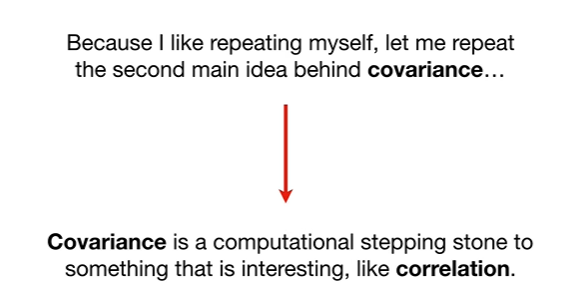 Because I like repeating myself, let me repeat
the second main idea behind covariance…
Covariance is a computational stepping stone to
something that is interesting, like correlation.